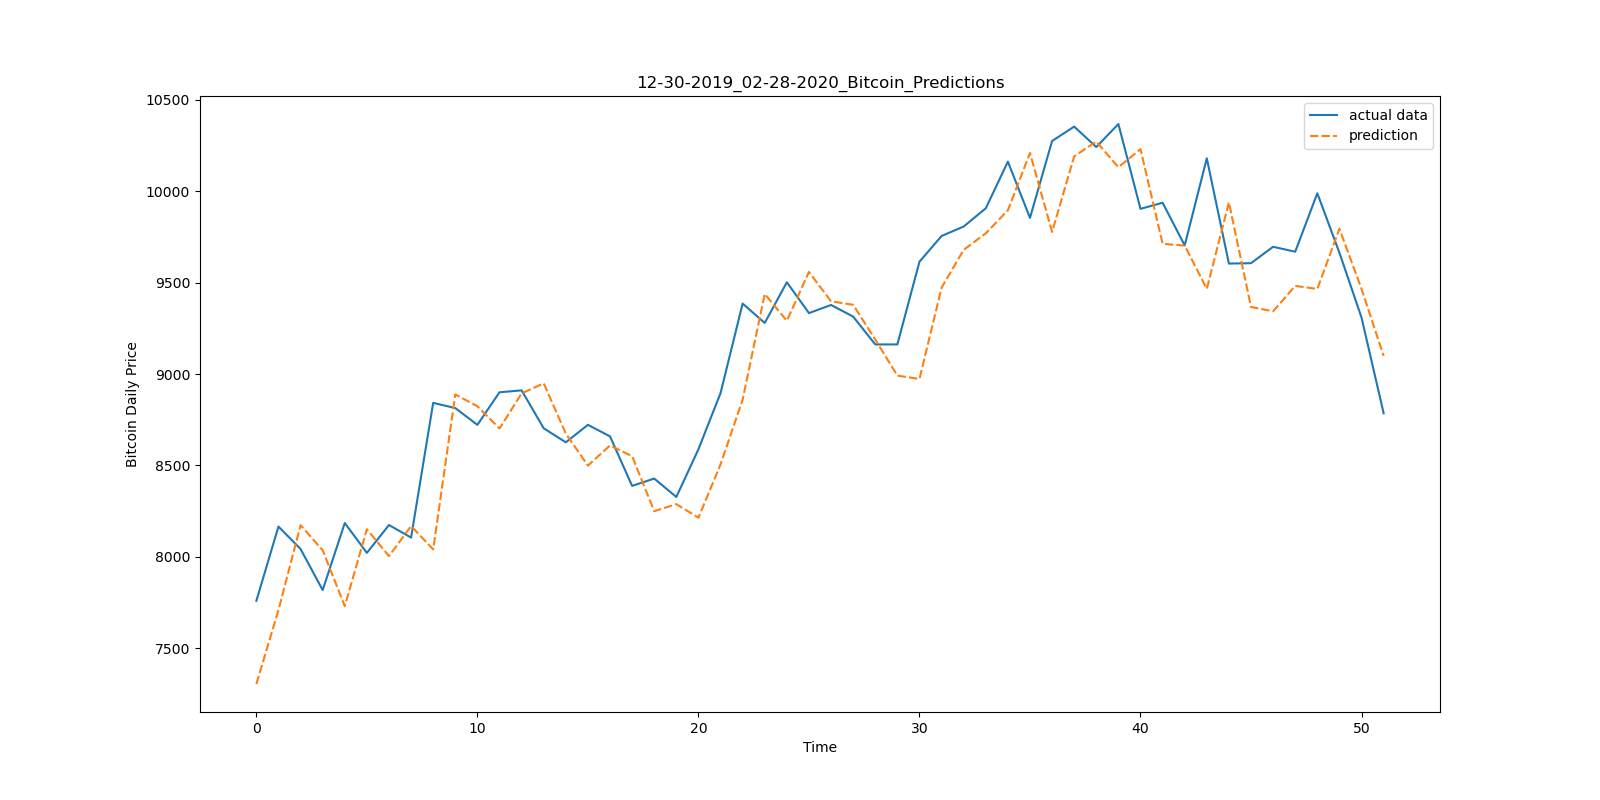 12-30-2019_02-28-2020_Bitcoin_Predictions
actual data
prediction
10500
10000
9500
9000
8500
8000
7500
Bitcoin Daily Price
0 10 20 30 40 50
Time